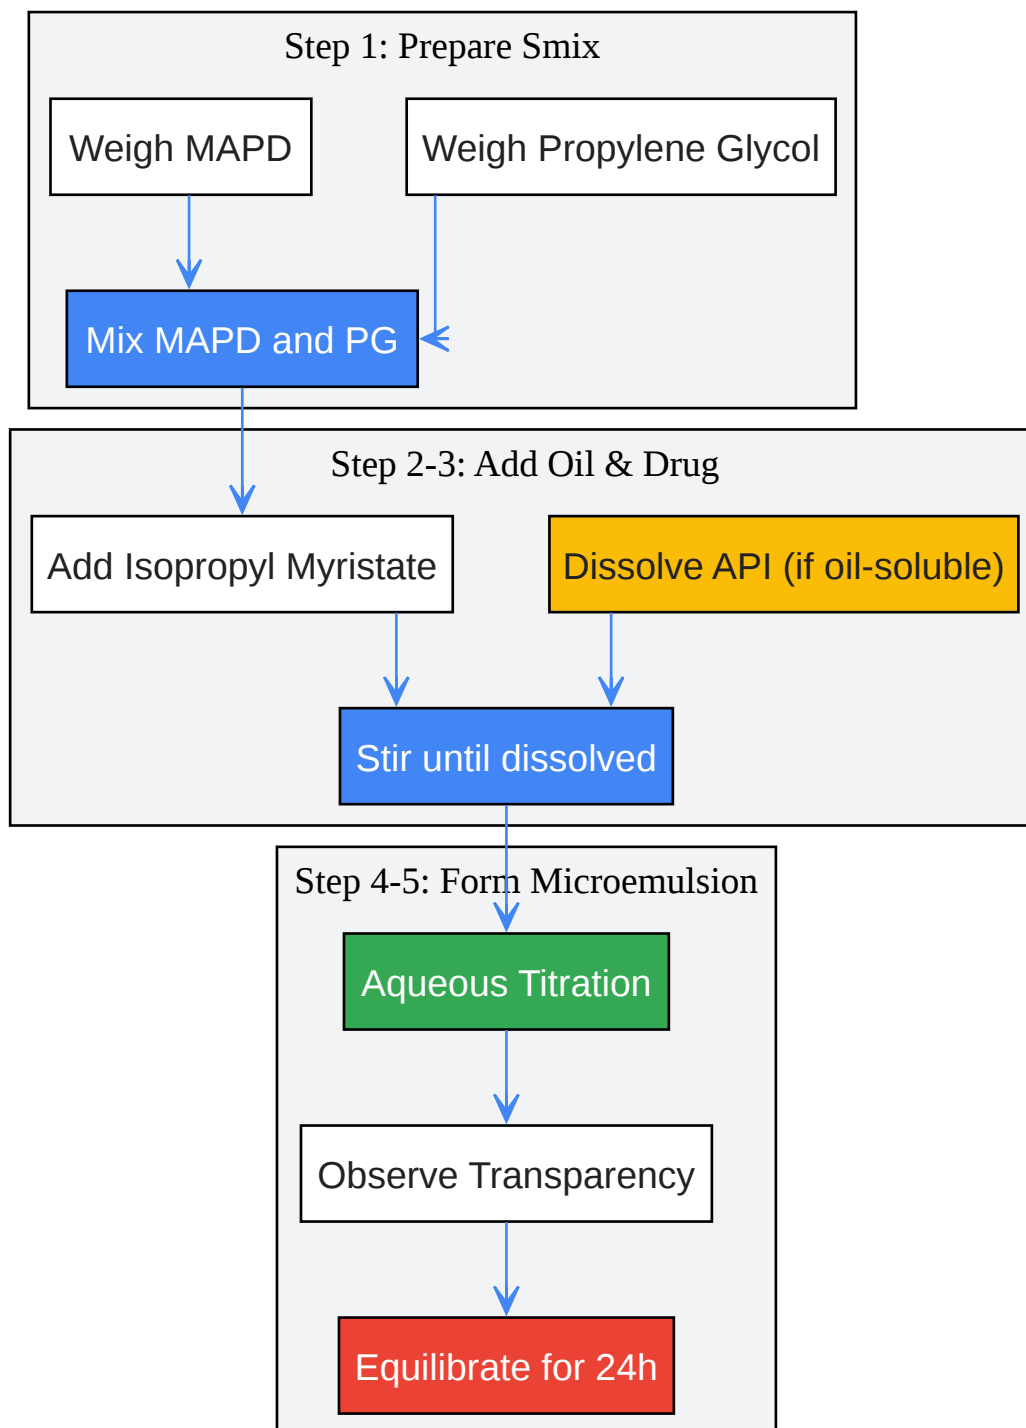 Step 1: Prepare Smix
Weigh MAPD
Weigh Propylene Glycol
Mix MAPD and PG
Step 2-3: Add Oil & Drug
Add Isopropyl Myristate
Dissolve API (if oil-soluble)
Stir until dissolved
Step 4-5: Form Microemulsion
Aqueous Titration
Observe Transparency
Equilibrate for 24h